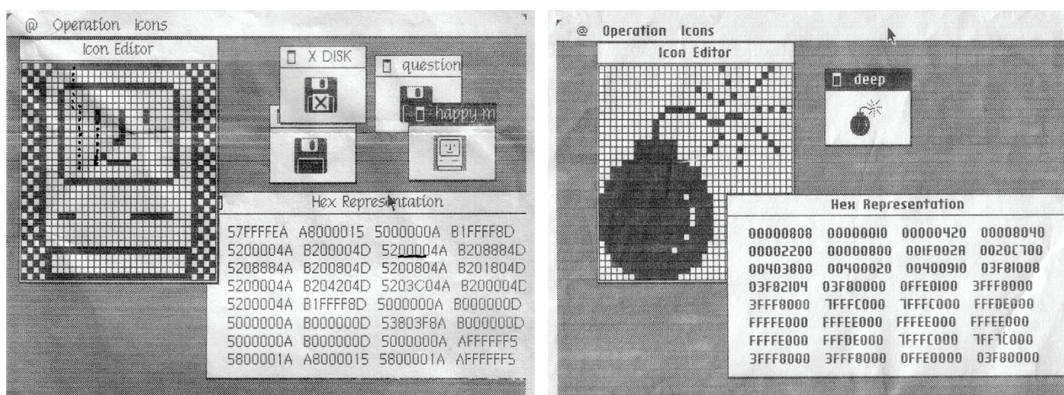 @ Operation Icons
Icon Editor
X DISK
question
happy m
Hex Representation
57FFFFEA A8000015 5000000A B1FFFF8D
5200004A B200004D 5200004A B208884D
5208884A B200804D 5200804A B201804D
5200004A B204204D 5203C04A B200004D
5200004A B1FFFF8D 5000000A B000000D
5000000A B000000D 53803F8A B000000D
5000000A B000000D 5000000A AFFFFFF5
5800001A A8000015 5800001A AFFFFFF5
@ Operation Icons
Icon Editor
deep
Hex Representation
00000808 00000010 00000420 00008040
00002200 00000800 001F002A 0020C700
00403800 00400020 00400910 03F81008
03F82104 03F80000 0FFE0100 3FFF8000
3FFF8000 7FFFC000 7FFFC000 FFFDE000
FFFFE000 FFFEE000 FFFEE000 FFFEE000
FFFFE000 FFFDE000 7FFFC000 7FF7C000
3FFF8000 3FFF8000 0FFE0000 03F80000